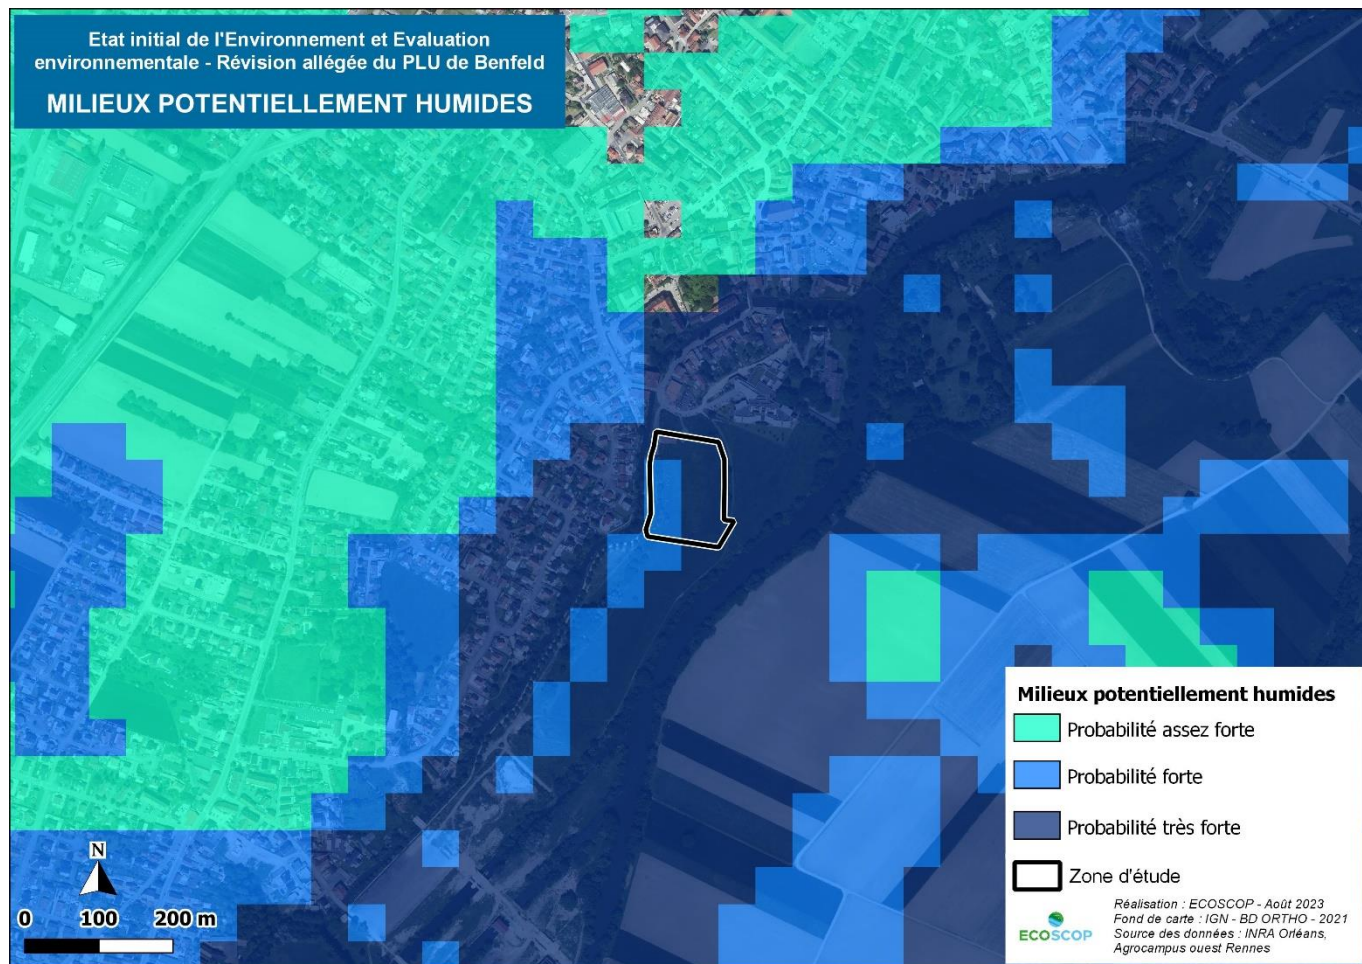 Etat initial de l'Environnement et Evaluation
environnementale - Révision allégée du PLU de Benfeld
MILIEUX POTENTIELLEMENT HUMIDES
Milieux potentiellement humides
Probabilité assez forte
Probabilité forte
Probabilité très forte
Zone d'étude
Réalisation : ECOSCOP - Août 2023
Fond de carte : IGN - BD ORTHO - 2021
Source des données : INRA Orléans,
Agrocampus ouest Rennes
ECOSCOP
N
0 100 200 m